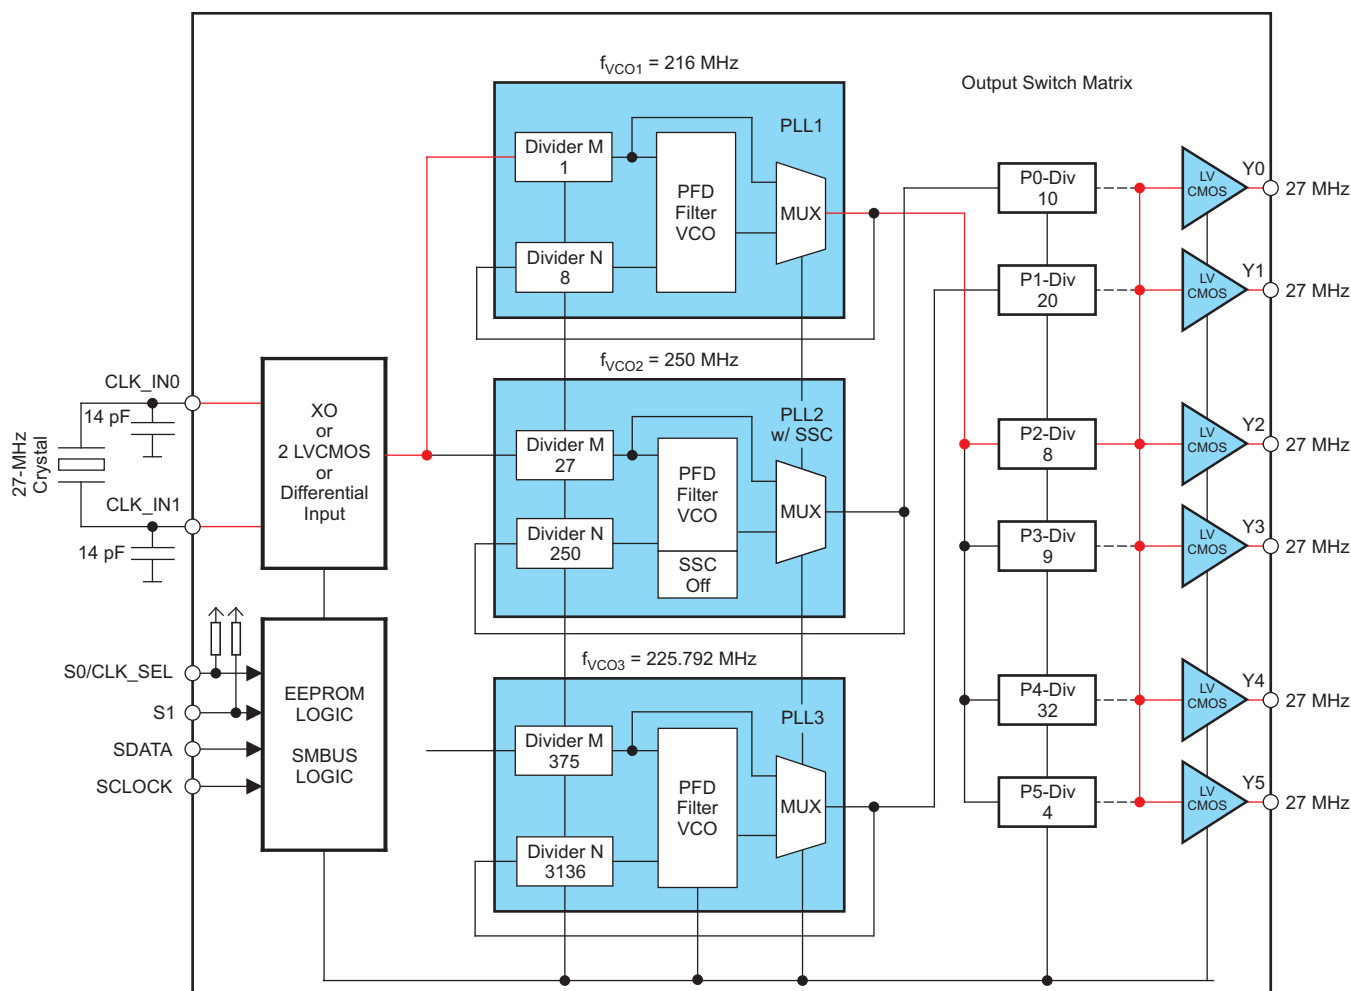 f_VCO1 = 216 MHz
Output Switch Matrix
PLL1
Divider M
1
PFD
Filter
VCO
MUX
Divider N
8
P0-Div
10
LV
CMOS
Y0
27 MHz
P1-Div
20
LV
CMOS
Y1
27 MHz
f_VCO2 = 250 MHz
CLK_IN0
14 pF
27-MHz
Crystal
CLK_IN1
14 pF
XO
or
2 LVCMOS
or
Differential
Input
PLL2
w/ SSC
Divider M
27
PFD
Filter
VCO
MUX
Divider N
250
SSC
Off
P2-Div
8
LV
CMOS
Y2
27 MHz
P3-Div
9
LV
CMOS
Y3
27 MHz
f_VCO3 = 225.792 MHz
S0/CLK_SEL
S1
SDATA
SCLOCK
EEPROM
LOGIC
SMBUS
LOGIC
PLL3
Divider M
375
PFD
Filter
VCO
MUX
Divider N
3136
P4-Div
32
LV
CMOS
Y4
27 MHz
P5-Div
4
LV
CMOS
Y5
27 MHz